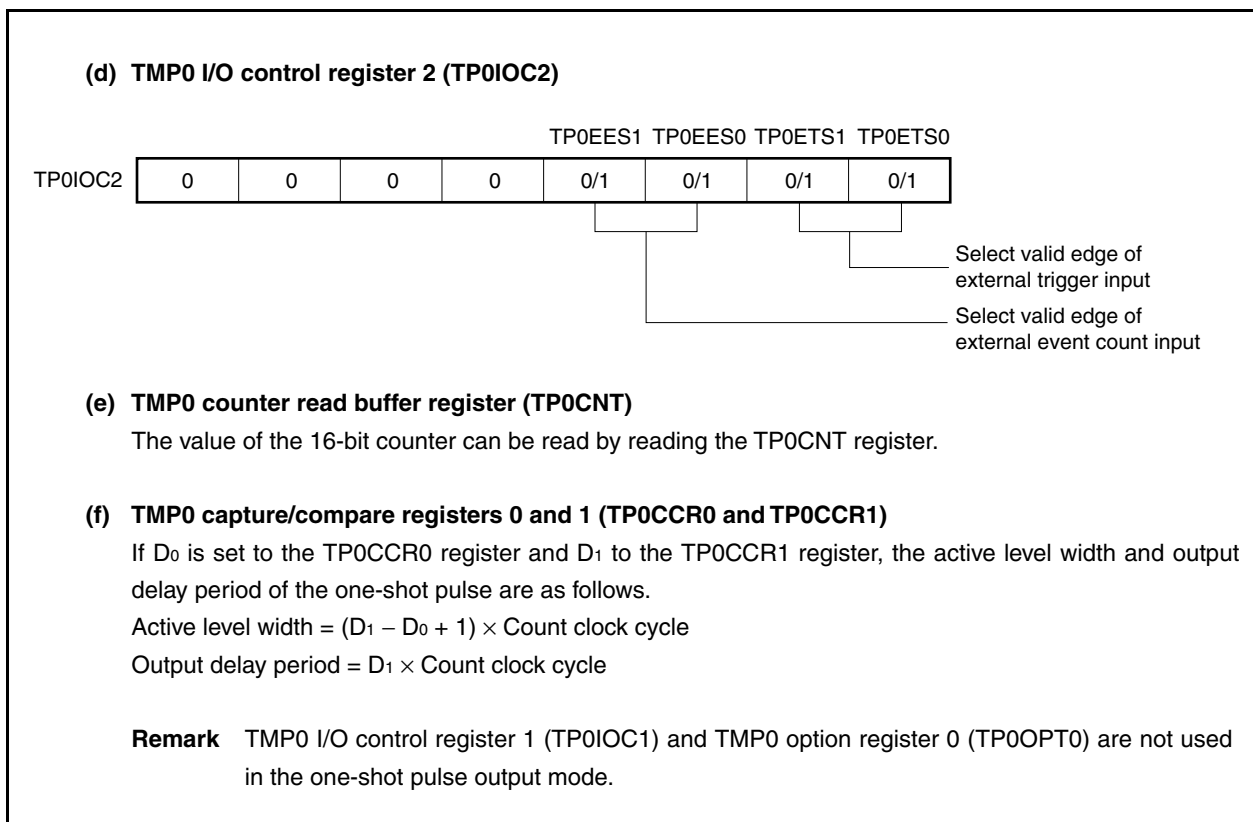 (d) TMP0 I/O control register 2 (TP0IOC2)
TP0EES1 TP0EES0 TP0ETS1 TP0ETS0
TP0IOC2 0 0 0 0 0/1 0/1 0/1 0/1
Select valid edge of
external trigger input
Select valid edge of
external event count input
(e) TMP0 counter read buffer register (TP0CNT)
The value of the 16-bit counter can be read by reading the TP0CNT register.
(f) TMP0 capture/compare registers 0 and 1 (TP0CCR0 and TP0CCR1)
If D0 is set to the TP0CCR0 register and D1 to the TP0CCR1 register, the active level width and output
delay period of the one-shot pulse are as follows.
Active level width = (D1 − D0 + 1) × Count clock cycle
Output delay period = D1 × Count clock cycle
Remark TMP0 I/O control register 1 (TP0IOC1) and TMP0 option register 0 (TP0OPT0) are not used
in the one-shot pulse output mode.